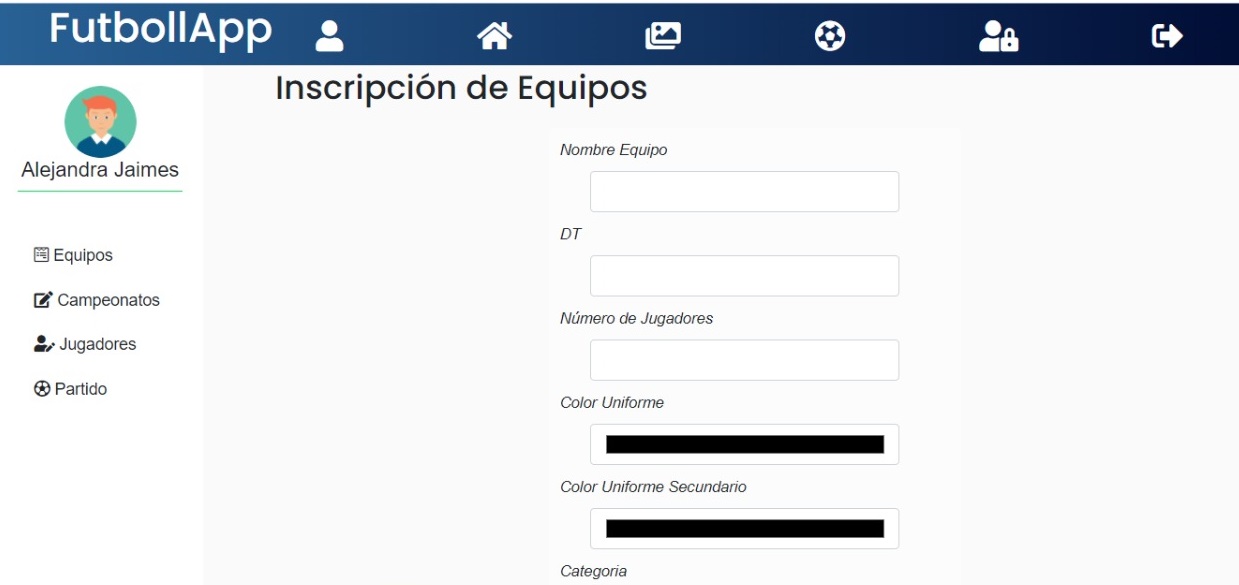 FutbollApp
Inscripción de Equipos
Alejandra Jaimes
Equipos
Campeonatos
Jugadores
Partido
Nombre Equipo
DT
Número de Jugadores
Color Uniforme
Color Uniforme Secundario
Categoria